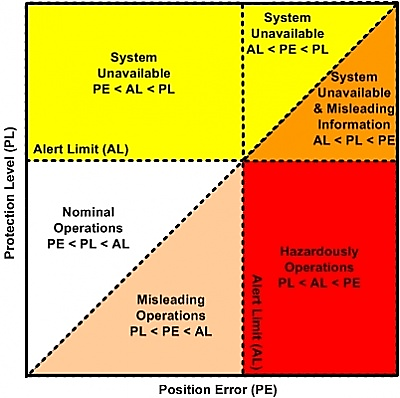 System
Unavailable
AL < PE < PL
System
Unavailable
PE < AL < PL
System
Unavailable
& Misleading
Information
AL < PL < PE
Alert Limit (AL)
Protection Level (PL)
Nominal
Operations
PE < PL < AL
Hazardously
Operations
PL < AL < PE
Misleading
Operations
PL < PE < AL
Alert Limit (AL)
Position Error (PE)